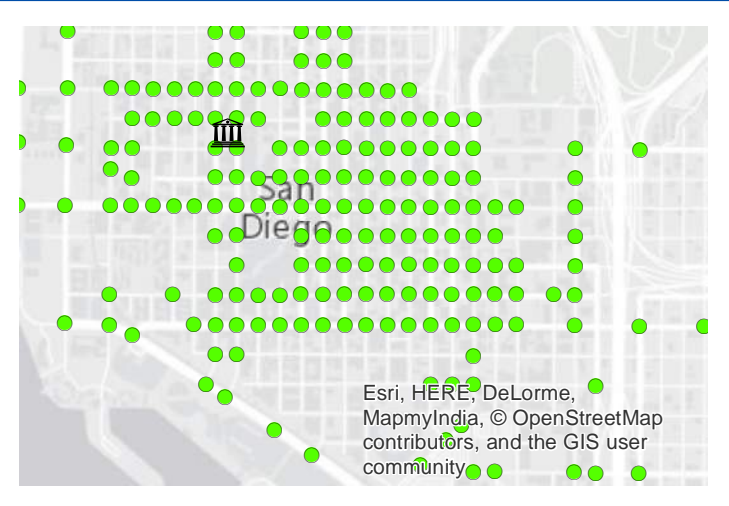 San
Diego
Esri, HERE, DeLorme,
MapmyIndia, © OpenStreetMap
contributors, and the GIS user
community